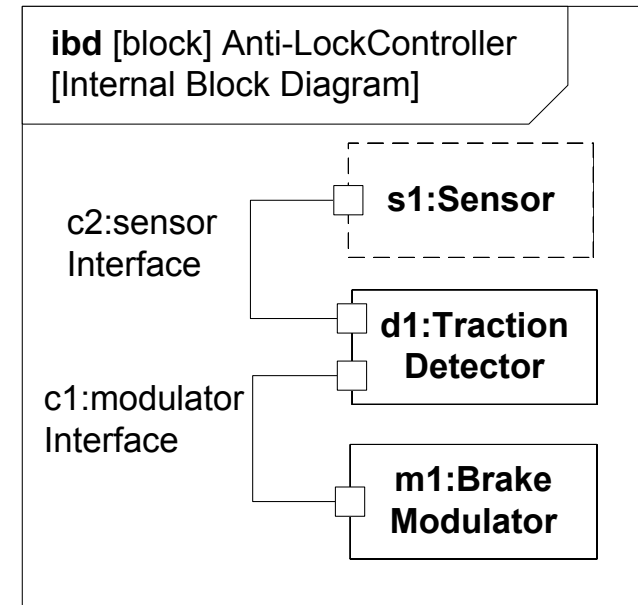 ibd [block] Anti-LockController
[Internal Block Diagram]
s1:Sensor
c2:sensor
Interface
d1:Traction
Detector
c1:modulator
Interface
m1:Brake
Modulator